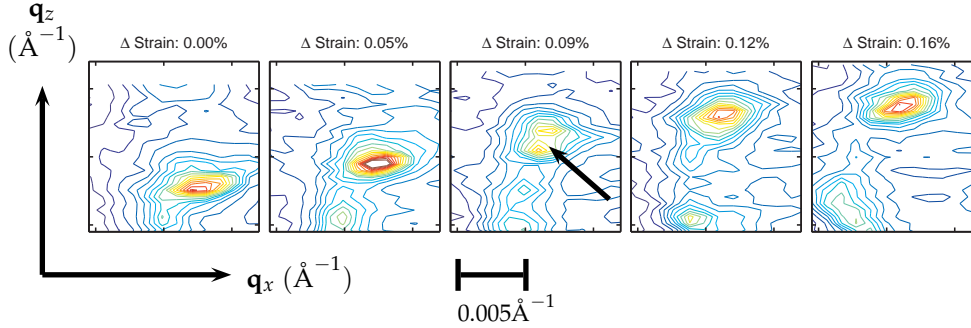 q_z
(Å⁻¹)
Δ Strain: 0.00%
Δ Strain: 0.05%
Δ Strain: 0.09%
Δ Strain: 0.12%
Δ Strain: 0.16%
q_x (Å⁻¹)
0.005Å⁻¹